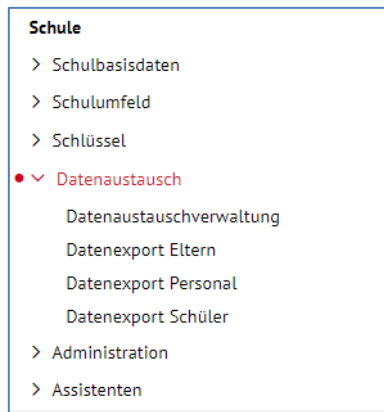 Schule
Schulbasisdaten
Schulumfeld
Schlüssel
Datenaustausch
Datenaustauschverwaltung
Datenexport Eltern
Datenexport Personal
Datenexport Schüler
Administration
Assistenten